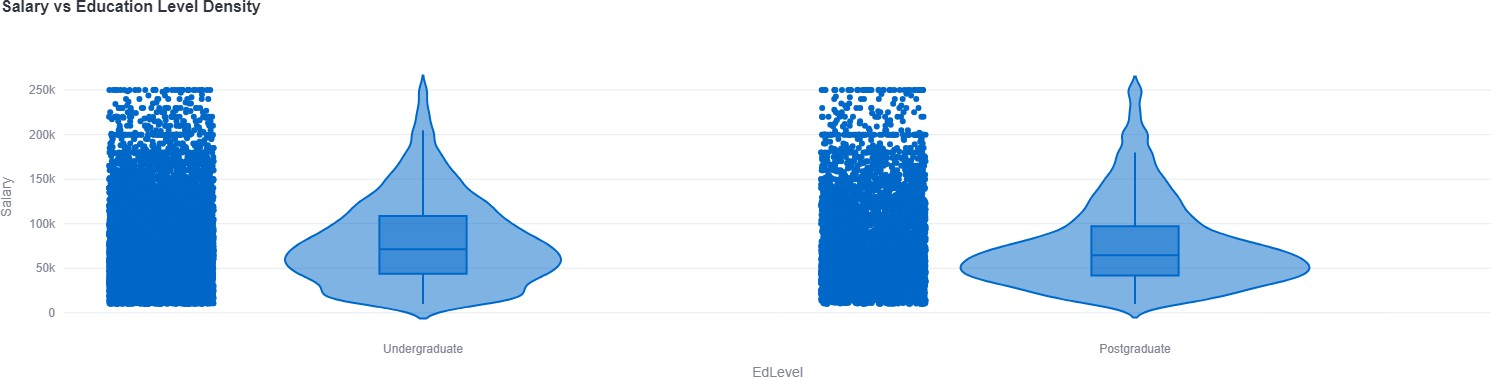 Salary vs Education Level Density
250k
200k
150k
100k
50k
0
Salary
Undergraduate
Postgraduate
EdLevel